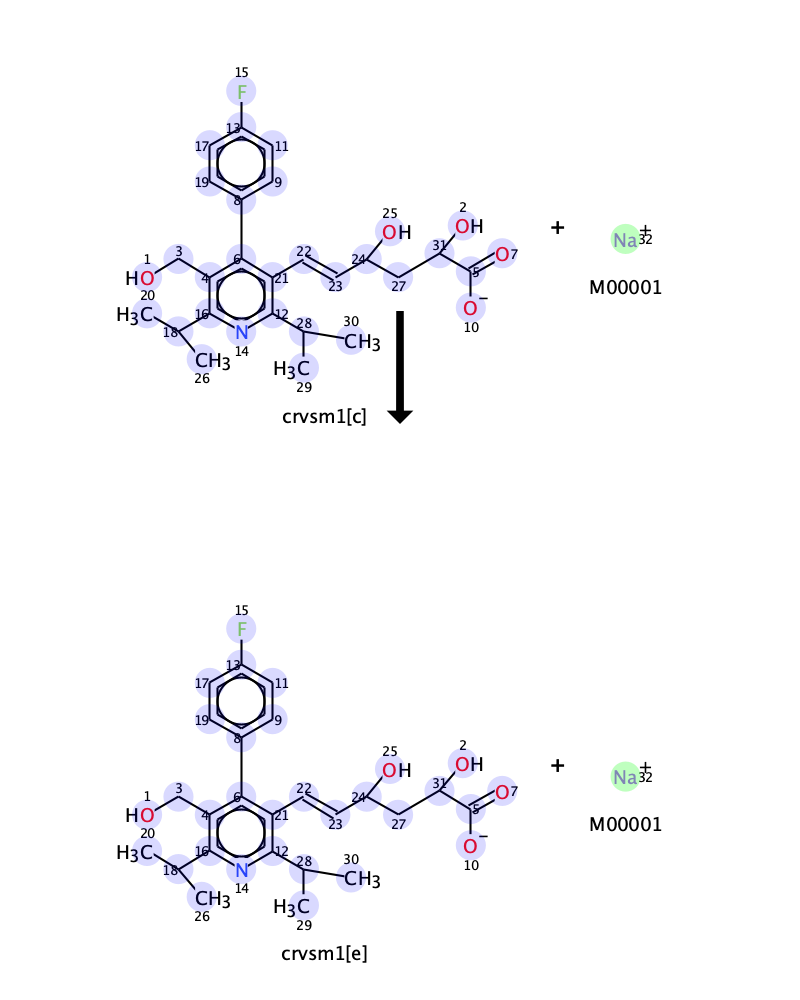 15
F
13
17
11
19
9
8
25
OH
2
OH
1
3
6
22
24
31
O 7
HO
4
21
23
27
5
20
H₃C
16
12
O⁻
10
18
N
14
28
30
CH₃
CH₃
26
H₃C
29
+
Na⁺
32
M00001
crvsm1[c]
15
F
13
17
11
19
9
8
25
OH
2
OH
1
3
6
22
24
31
O 7
HO
4
21
23
27
5
20
H₃C
16
12
O⁻
10
18
N
14
28
30
CH₃
CH₃
26
H₃C
29
+
Na⁺
32
M00001
crvsm1[e]